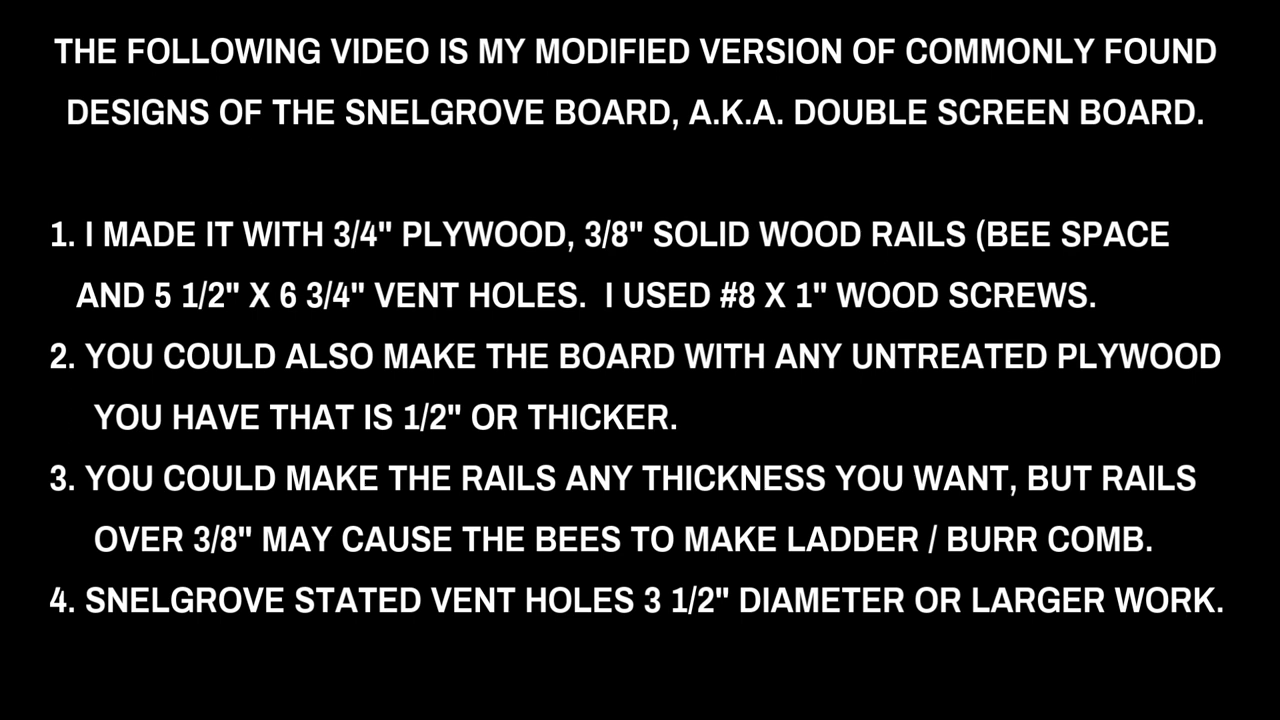 THE FOLLOWING VIDEO IS MY MODIFIED VERSION OF COMMONLY FOUND
DESIGNS OF THE SNELGROVE BOARD, A.K.A. DOUBLE SCREEN BOARD.
1. I MADE IT WITH 3/4" PLYWOOD, 3/8" SOLID WOOD RAILS (BEE SPACE
AND 5 1/2" X 6 3/4" VENT HOLES. I USED #8 X 1" WOOD SCREWS.
2. YOU COULD ALSO MAKE THE BOARD WITH ANY UNTREATED PLYWOOD
YOU HAVE THAT IS 1/2" OR THICKER.
3. YOU COULD MAKE THE RAILS ANY THICKNESS YOU WANT, BUT RAILS
OVER 3/8" MAY CAUSE THE BEES TO MAKE LADDER / BURR COMB.
4. SNELGROVE STATED VENT HOLES 3 1/2" DIAMETER OR LARGER WORK.